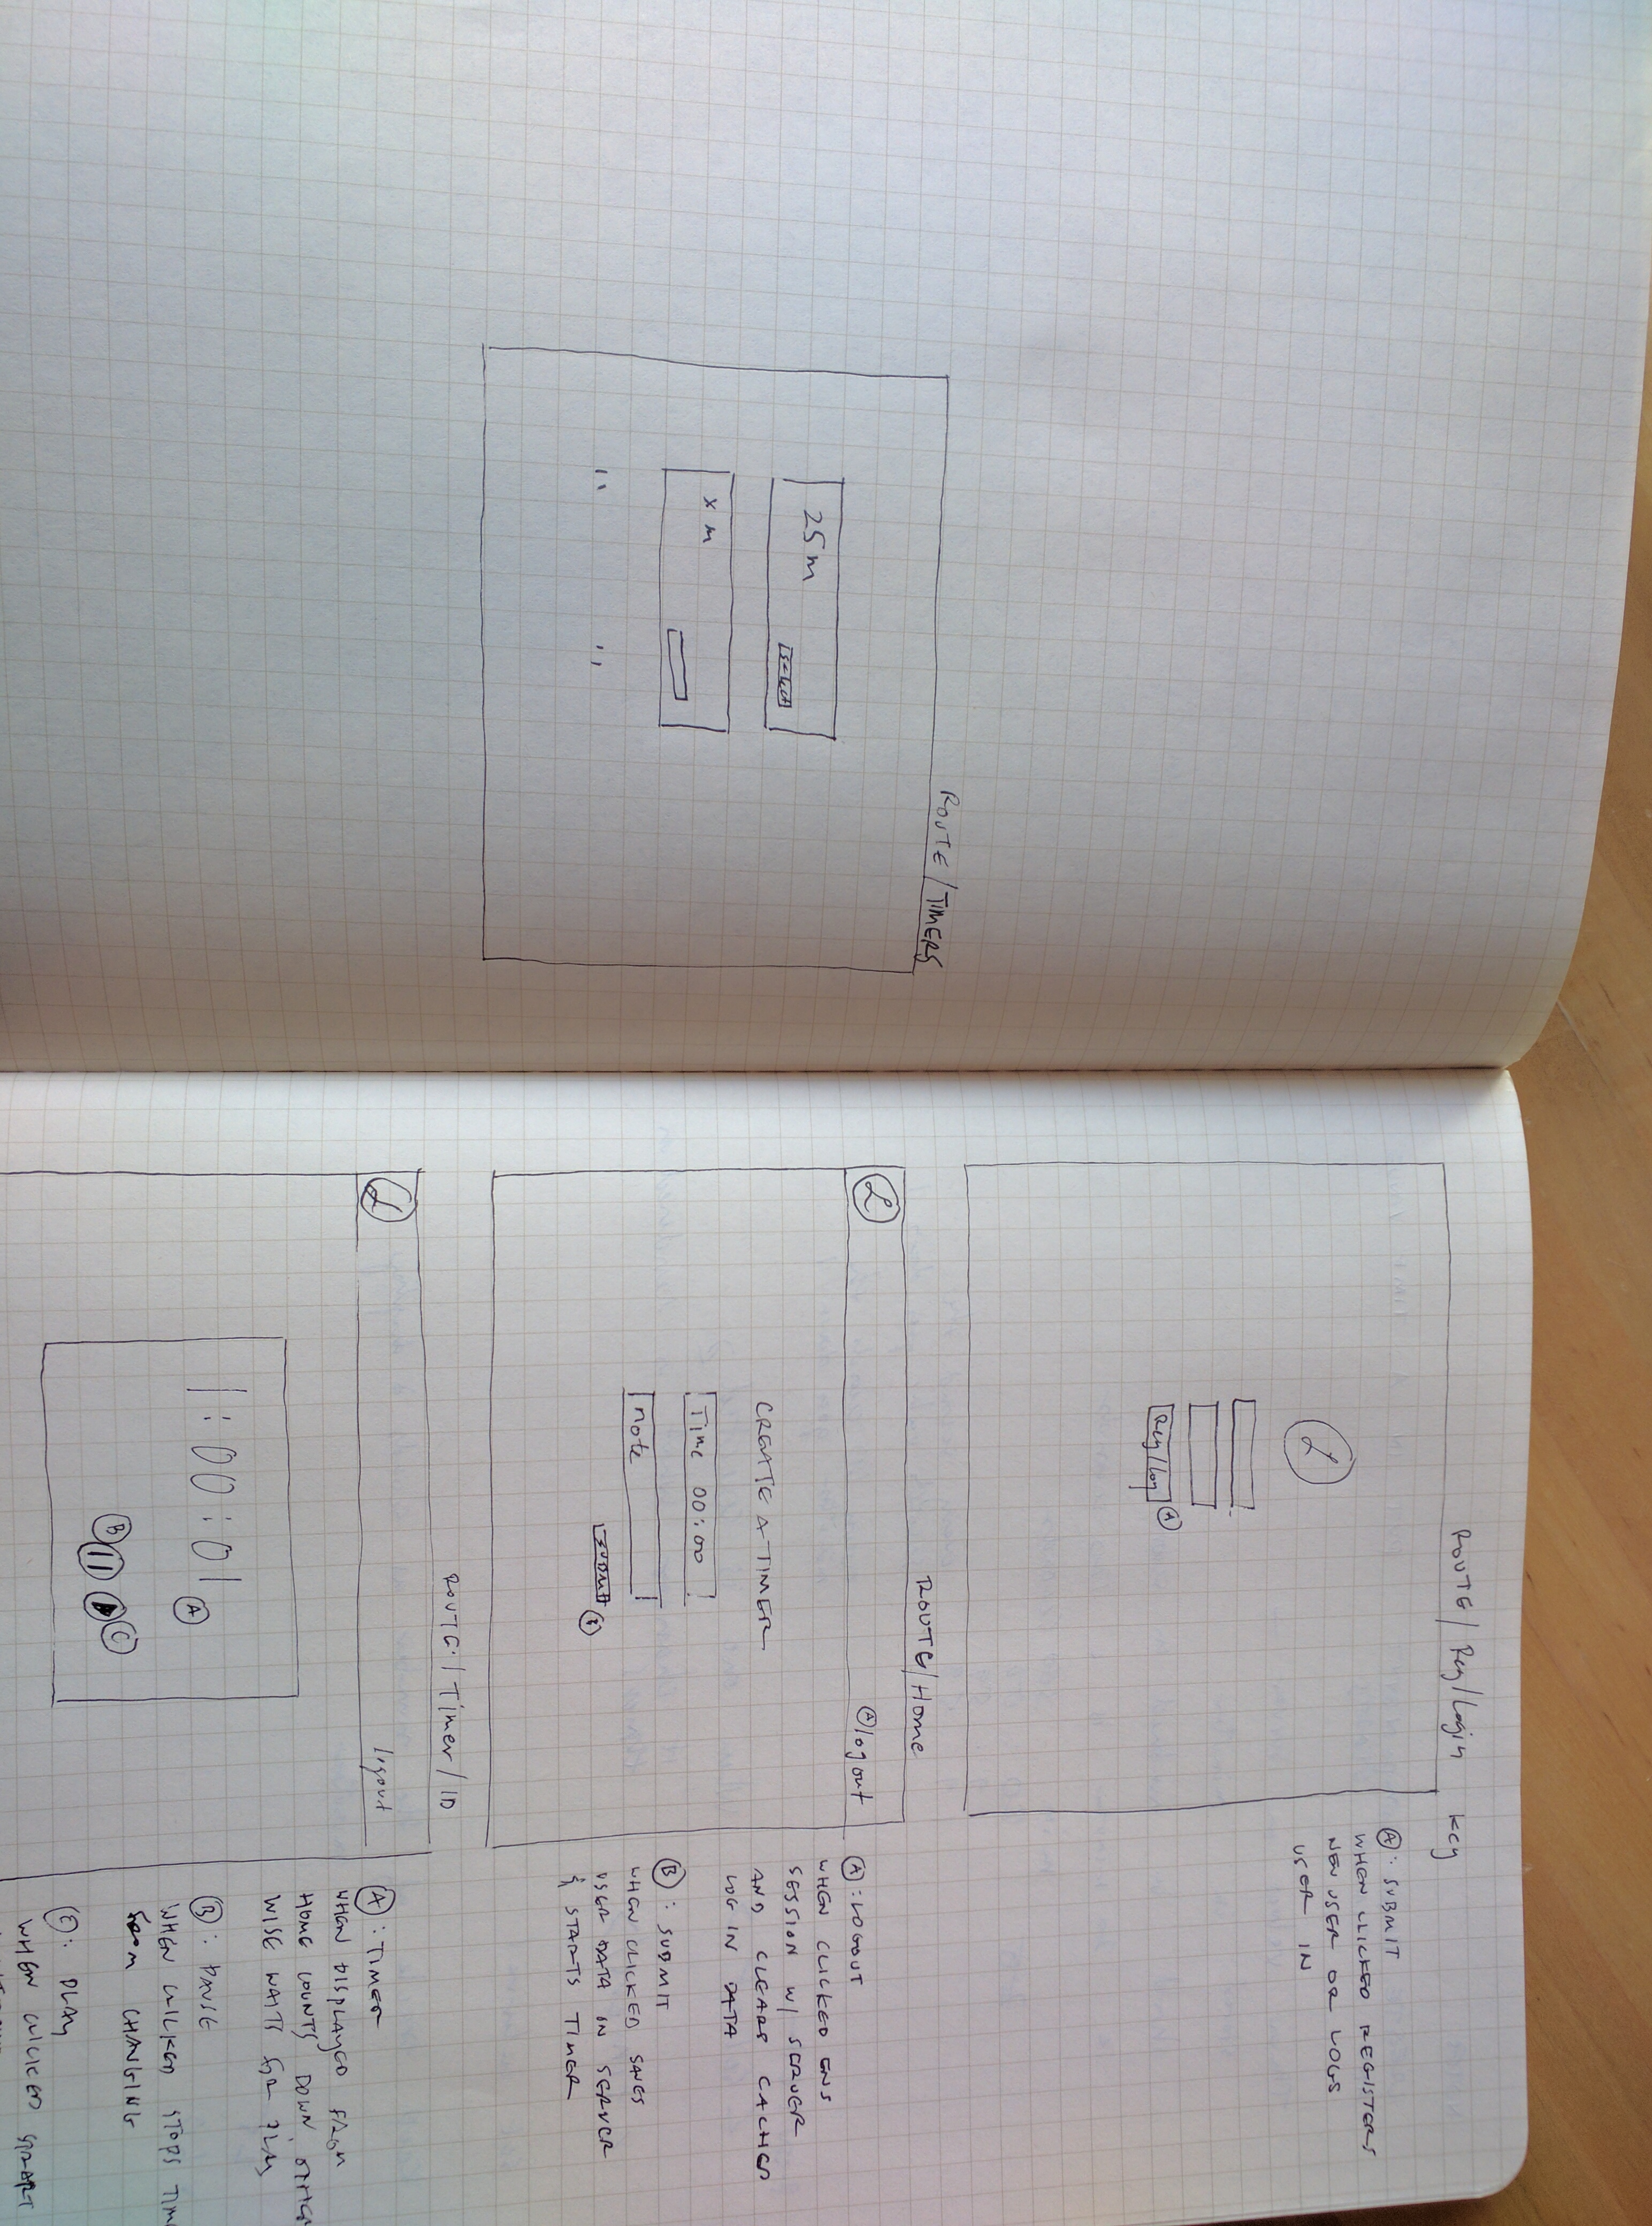 ROUTE/TIMERS
25m
select
x m
" "
ROUTE/Reg/Login
Key
L
Reg/Log A
A: SUBMIT
WHEN CLICKED REGISTERS
NEW USER OR LOGS
USER IN
ROUTE/Home
L
A logout
CREATE A TIMER
Time 00:00
note
SUBMIT
A: LOGOUT
WHEN CLICKED ENDS
SESSION W/ SERVER
AND CLEARS CACHED
LOG IN DATA
B: SUBMIT
WHEN CLICKED SAVES
USER DATA IN SERVER
& STARTS TIMER
ROUTE:/Timer/ID
L
logout
1:00:01 A
B C
A: TIMER
WHEN DISPLAYED FROM
HOME COUNTS DOWN, OTHER
WISE WAITS FOR PLAY
B: PAUSE
WHEN CLICKED STOPS TIM
FROM CHANGING
C: PLAY
WHEN CLICKED START